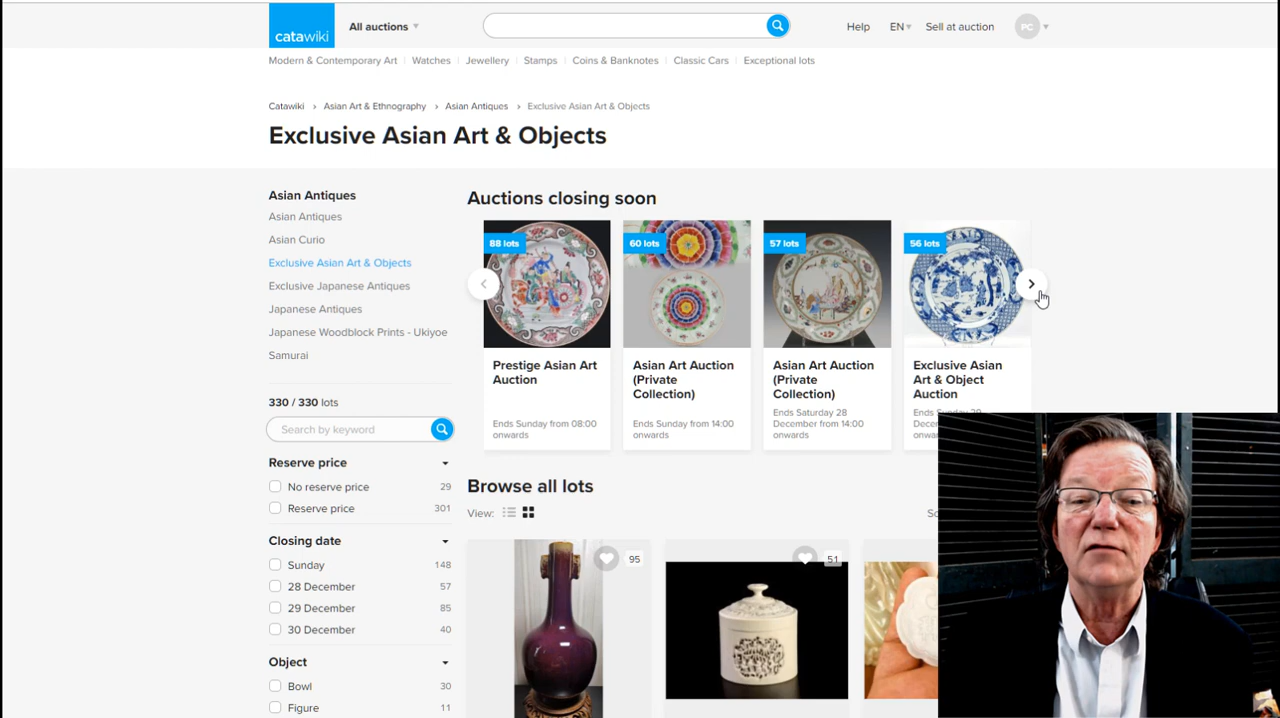 catawiki
All auctions
Help
EN
Sell at auction
PC
Modern & Contemporary Art
Watches
Jewellery
Stamps
Coins & Banknotes
Classic Cars
Exceptional lots
Catawiki > Asian Art & Ethnography > Asian Antiques > Exclusive Asian Art & Objects
Exclusive Asian Art & Objects
Asian Antiques
Asian Antiques
Asian Curio
Exclusive Asian Art & Objects
Exclusive Japanese Antiques
Japanese Antiques
Japanese Woodblock Prints - Ukiyoe
Samurai
330 / 330 lots
Search by keyword
Reserve price
No reserve price 29
Reserve price 301
Closing date
Sunday 148
28 December 57
29 December 85
30 December 40
Object
Bowl 30
Figure 11
Auctions closing soon
88 lots
Prestige Asian Art
Auction
Ends Sunday from 08:00
onwards
60 lots
Asian Art Auction
(Private
Collection)
Ends Sunday from 14:00
onwards
57 lots
Asian Art Auction
(Private
Collection)
Ends Saturday 28
December from 14:00
onwards
56 lots
Exclusive Asian
Art & Object
Auction
Ends Sunday 29
Browse all lots
View:
95
51